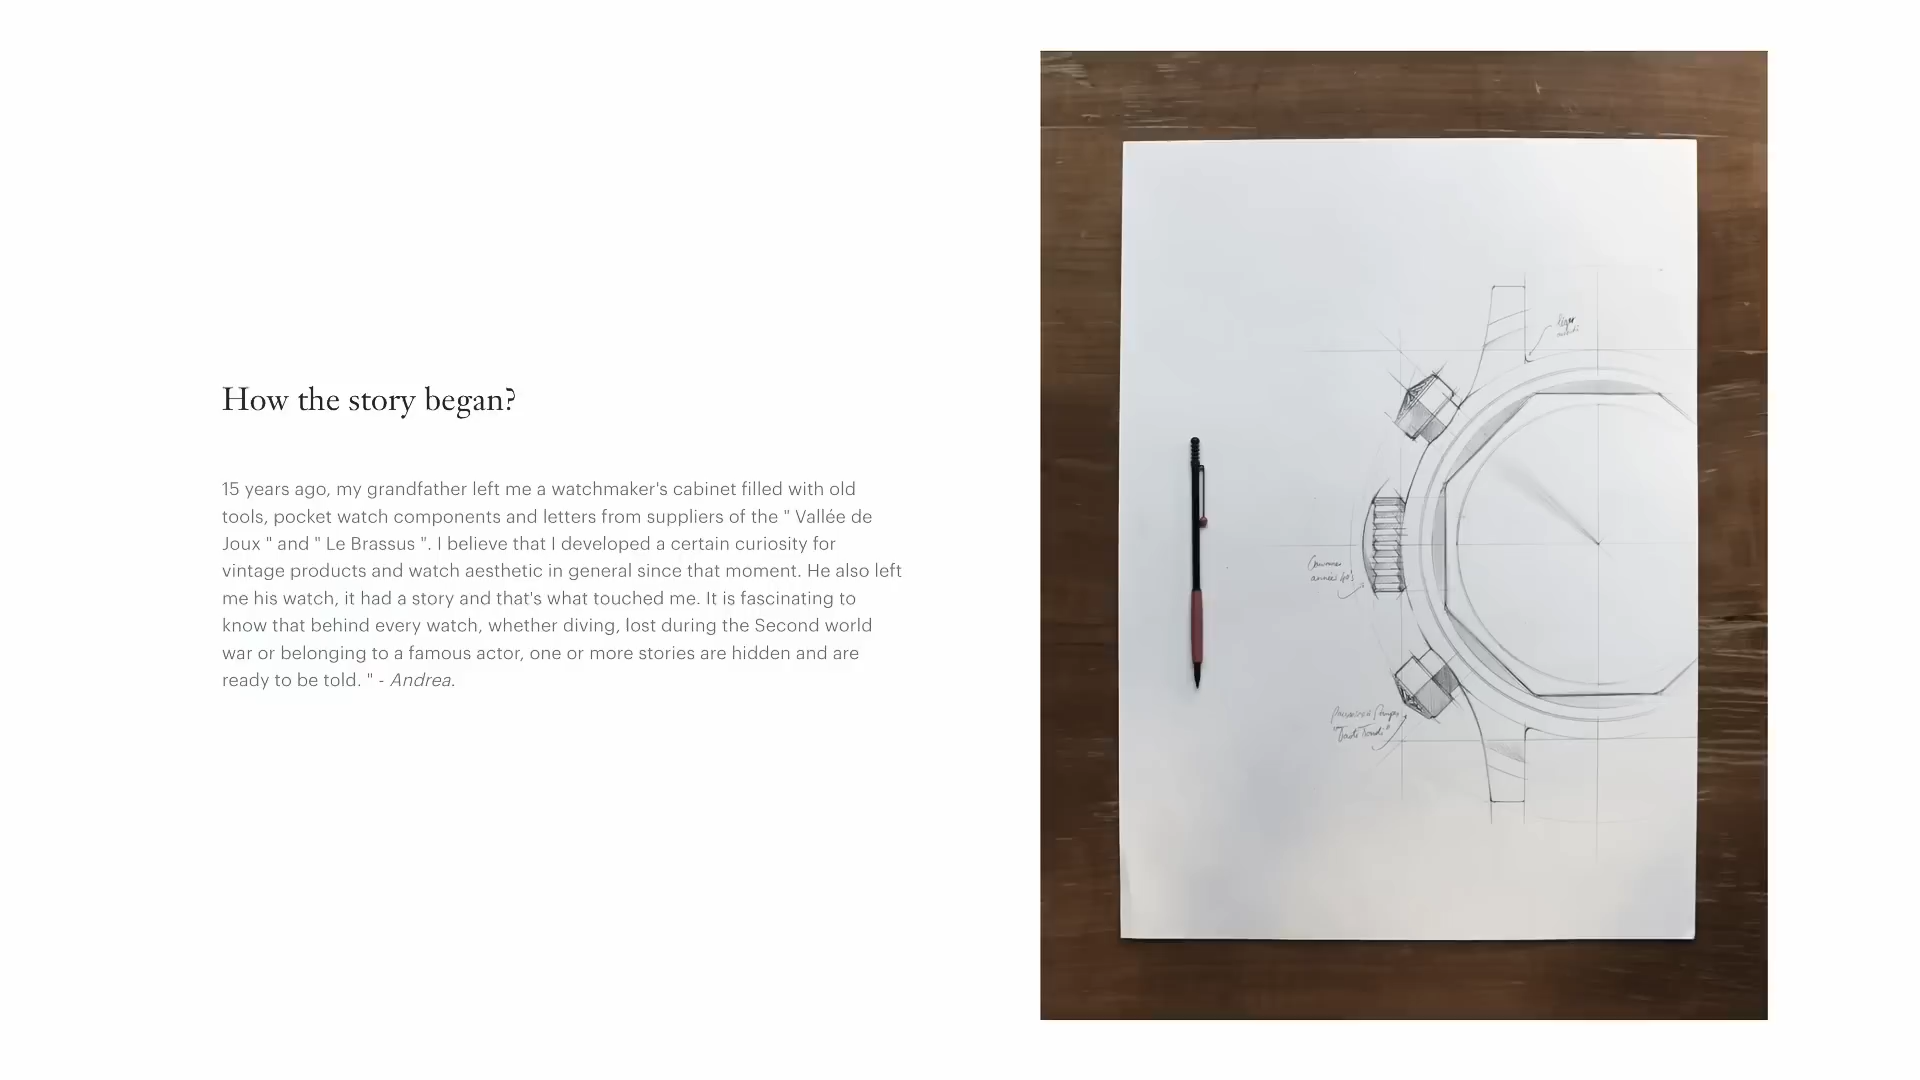 How the story began?
15 years ago, my grandfather left me a watchmaker's cabinet filled with old
tools, pocket watch components and letters from suppliers of the " Vallée de
Joux " and " Le Brassus ". I believe that I developed a certain curiosity for
vintage products and watch aesthetic in general since that moment. He also left
me his watch, it had a story and that's what touched me. It is fascinating to
know that behind every watch, whether diving, lost during the Second world
war or belonging to a famous actor, one or more stories are hidden and are
ready to be told. " - Andrea.
années 40's